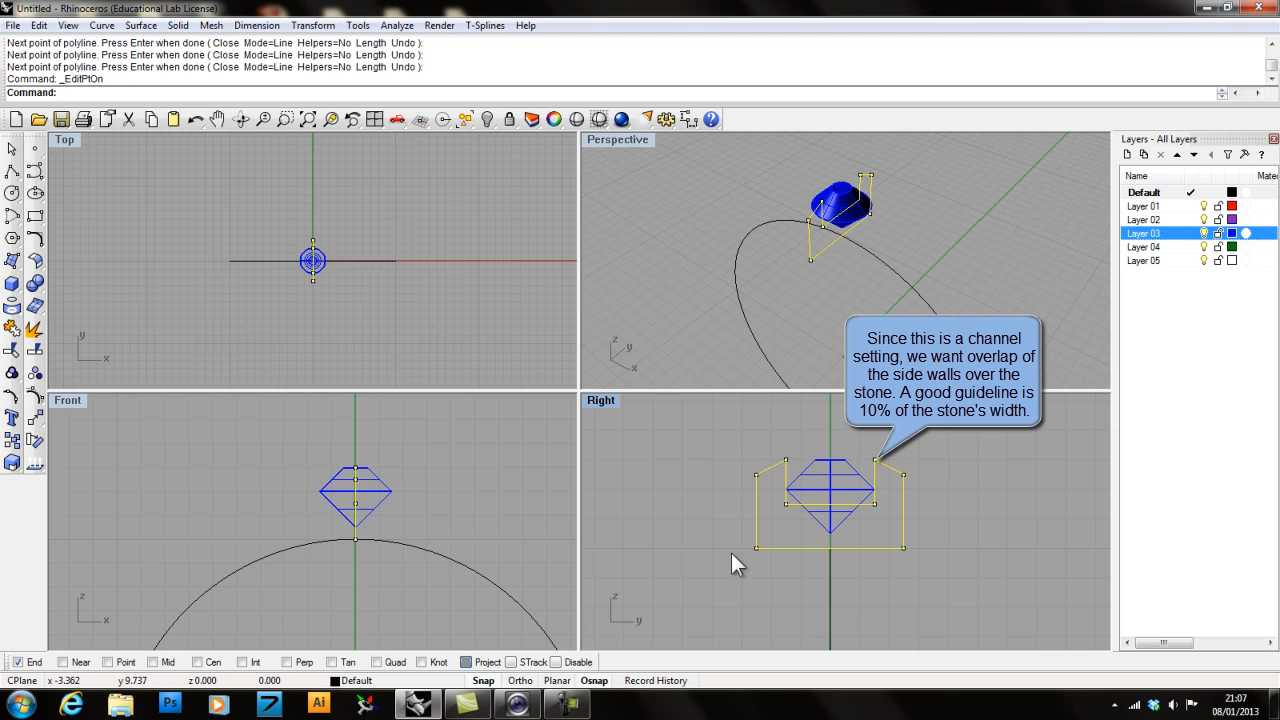 Untitled - Rhinoceros (Educational Lab License)
File Edit View Curve Surface Solid Mesh Dimension Transform Tools Analyze Render T-Splines Help
Next point of polyline. Press Enter when done ( Close Mode=Line Helpers=No Length Undo ):
Next point of polyline. Press Enter when done ( Close Mode=Line Helpers=No Length Undo ):
Next point of polyline. Press Enter when done ( Close Mode=Line Helpers=No Length Undo ):
Command: _EditPtOn
Command:
Top
Perspective
Layers - All Layers
Name Mater
Default
Layer 01
Layer 02
Layer 03
Layer 04
Layer 05
y
x
z
y
x
Since this is a channel
setting, we want overlap of
the side walls over the
stone. A good guideline is
10% of the stone's width.
Front
Right
z
x
z
y
End Near Point Mid Cen Int Perp Tan Quad Knot Project STrack Disable
CPlane x -3.362 y 9.737 z 0.000 0.000 Default Snap Ortho Planar Osnap Record History
Ps
Ai
21:07
08/01/2013